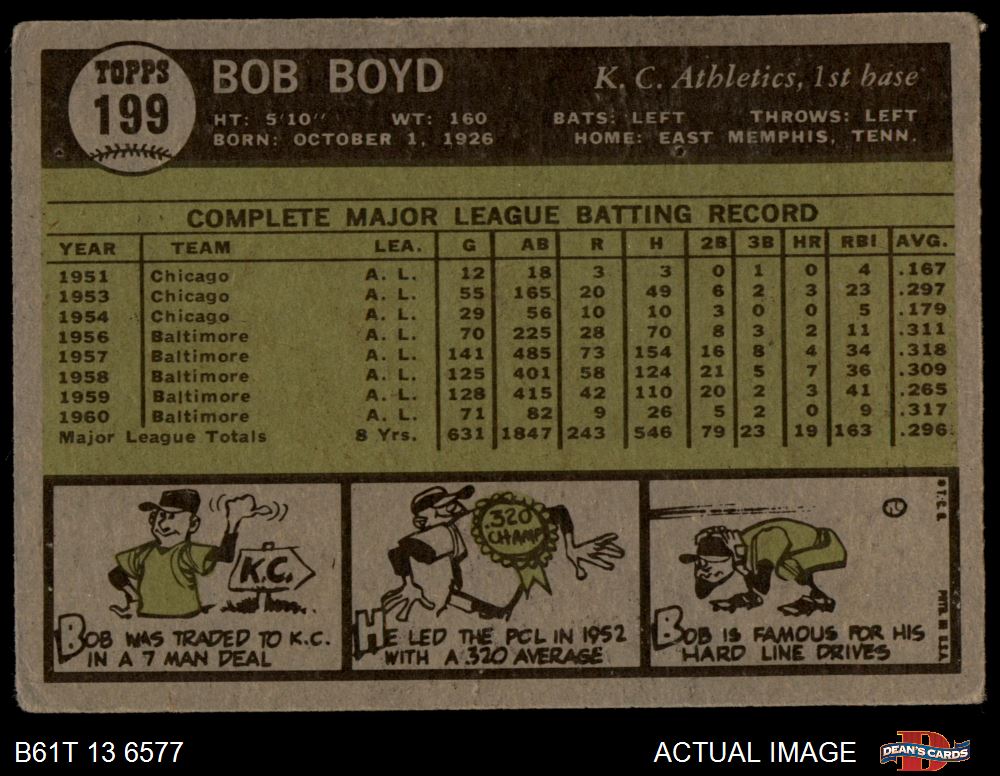 TOPPS
199
BOB BOYD
K. C. Athletics, 1st base
HT: 5'10" WT: 160 BATS: LEFT THROWS: LEFT
BORN: OCTOBER 1, 1926 HOME: EAST MEMPHIS, TENN.
COMPLETE MAJOR LEAGUE BATTING RECORD
YEAR TEAM LEA. G AB R H 2B 3B HR RBI AVG.
1951 Chicago A. L. 12 18 3 3 0 1 0 4 .167
1953 Chicago A. L. 55 165 20 49 6 2 3 23 .297
1954 Chicago A. L. 29 56 10 10 3 0 0 5 .179
1956 Baltimore A. L. 70 225 28 70 8 3 2 11 .311
1957 Baltimore A. L. 141 485 73 154 16 8 4 34 .318
1958 Baltimore A. L. 125 401 58 124 21 5 7 36 .309
1959 Baltimore A. L. 128 415 42 110 20 2 3 41 .265
1960 Baltimore A. L. 71 82 9 26 5 2 0 9 .317
Major League Totals 8 Yrs. 631 1847 243 546 79 23 19 163 .296
K.C.
BOB WAS TRADED TO K.C.
IN A 7 MAN DEAL
.320
CHAMP
HE LED THE PCL IN 1952
WITH A .320 AVERAGE
BOB IS FAMOUS FOR HIS
HARD LINE DRIVES
© T.C.G.
PRTD. IN U.S.A.
B61T 13 6577
ACTUAL IMAGE
DEAN'S CARDS